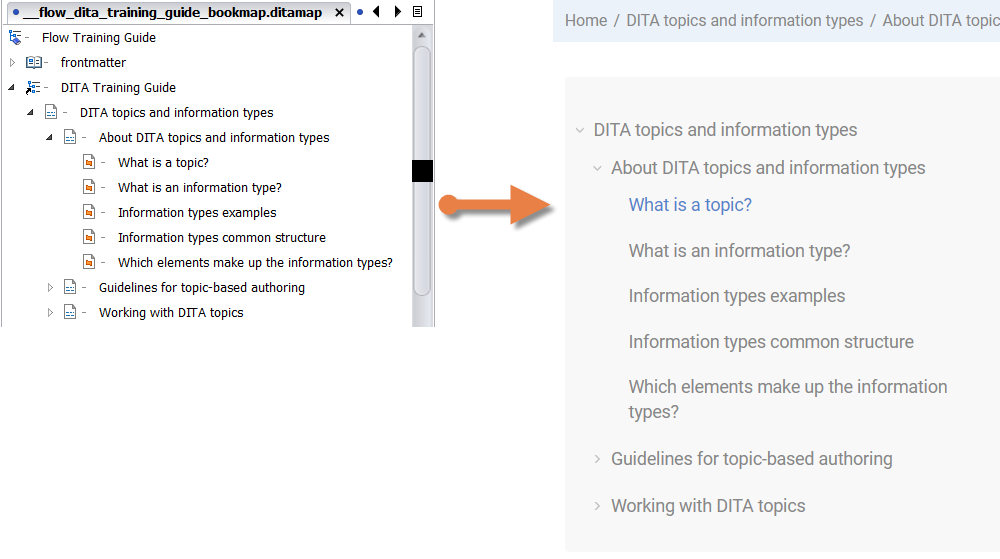 __flow_dita_training_guide_bookmap.ditamap
Flow Training Guide
frontmatter
DITA Training Guide
DITA topics and information types
About DITA topics and information types
What is a topic?
What is an information type?
Information types examples
Information types common structure
Which elements make up the information types?
Guidelines for topic-based authoring
Working with DITA topics
Home / DITA topics and information types / About DITA topic
DITA topics and information types
About DITA topics and information types
What is a topic?
What is an information type?
Information types examples
Information types common structure
Which elements make up the information
types?
Guidelines for topic-based authoring
Working with DITA topics